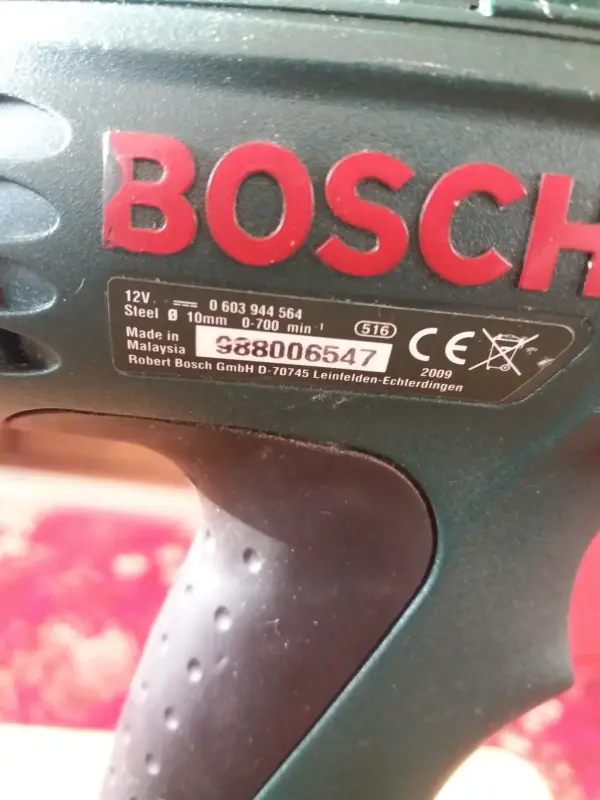 BOSCH
12V ⎓ 0 603 944 564
Steel Ø 10mm 0-700 min-1 516
Made in
Malaysia 988006547
CE 2009
Robert Bosch GmbH D-70745 Leinfelden-Echterdingen